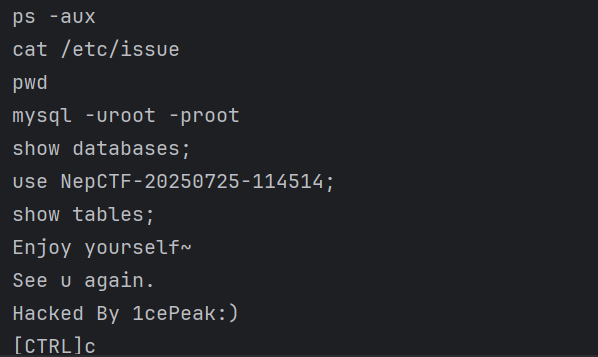 ps -aux
cat /etc/issue
pwd
mysql -uroot -proot
show databases;
use NepCTF-20250725-114514;
show tables;
Enjoy yourself~
See u again.
Hacked By 1cePeak:)
[CTRL]c